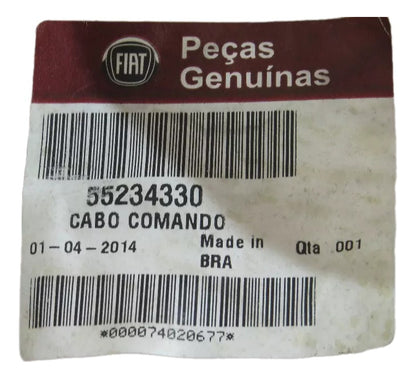 FIAT
Peças
Genuínas
55234330
CABO COMANDO
01-04-2014
Made in
BRA
Qta 001
*000074020677*